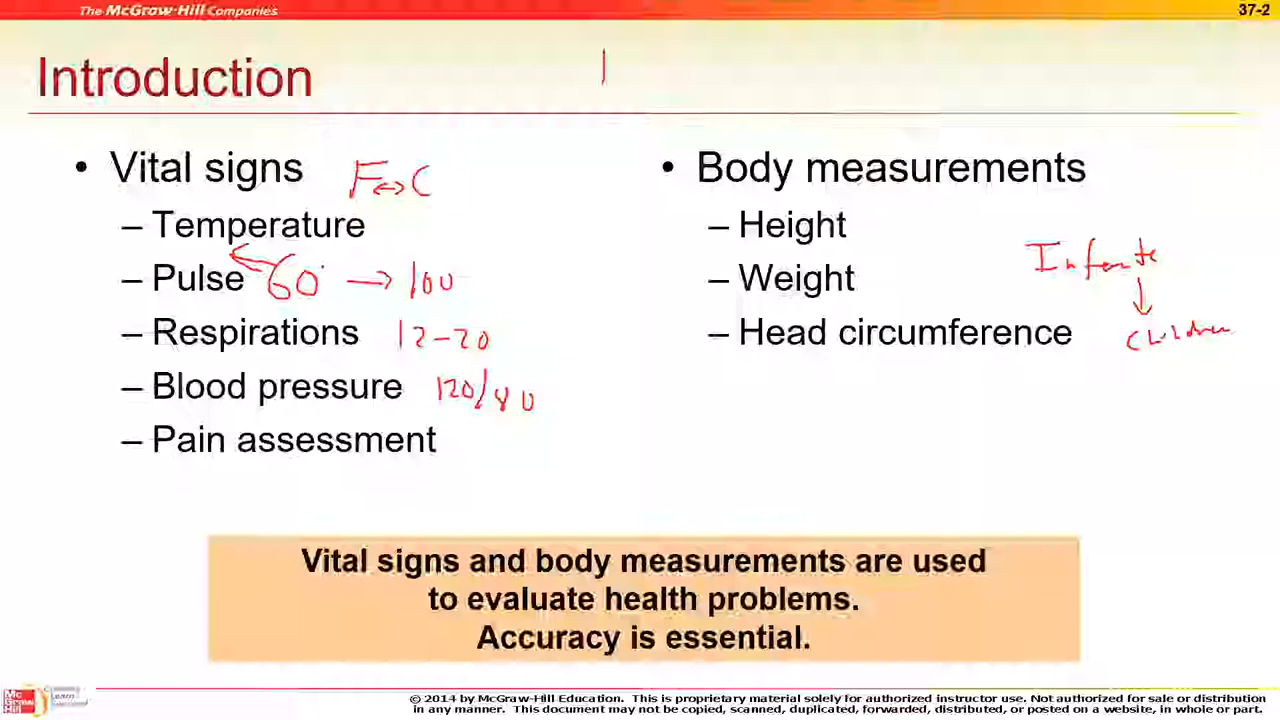 The McGraw-Hill Companies
37-2
Introduction
• Vital signs F↔C
– Temperature
– Pulse 60 → 100
– Respirations 12-20
– Blood pressure 120/80
– Pain assessment
• Body measurements
– Height
– Weight
– Head circumference
Infants
↓
Children
Vital signs and body measurements are used
to evaluate health problems.
Accuracy is essential.
Mc
Graw
Hill
Learn
© 2014 by McGraw-Hill Education. This is proprietary material solely for authorized instructor use. Not authorized for sale or distribution
in any manner. This document may not be copied, scanned, duplicated, forwarded, distributed, or posted on a website, in whole or part.